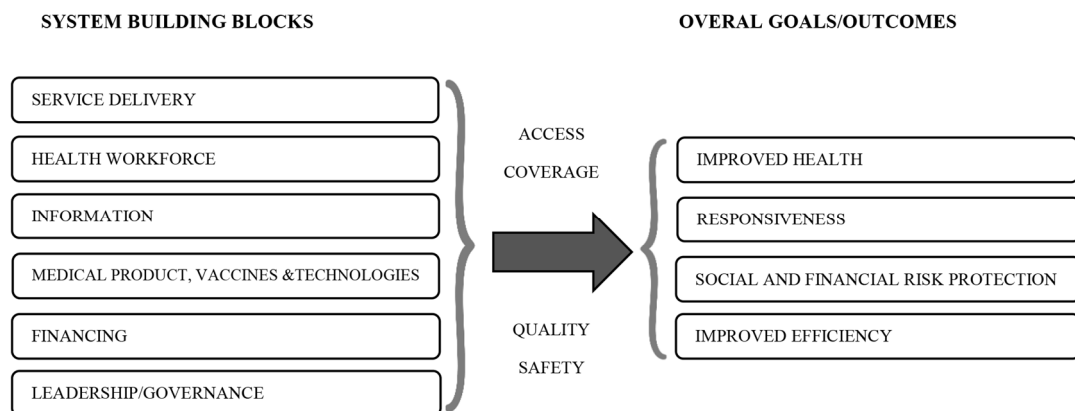 SYSTEM BUILDING BLOCKS
OVERAL GOALS/OUTCOMES
SERVICE DELIVERY
HEALTH WORKFORCE
INFORMATION
MEDICAL PRODUCT, VACCINES &TECHNOLOGIES
FINANCING
LEADERSHIP/GOVERNANCE
ACCESS
COVERAGE
QUALITY
SAFETY
IMPROVED HEALTH
RESPONSIVENESS
SOCIAL AND FINANCIAL RISK PROTECTION
IMPROVED EFFICIENCY